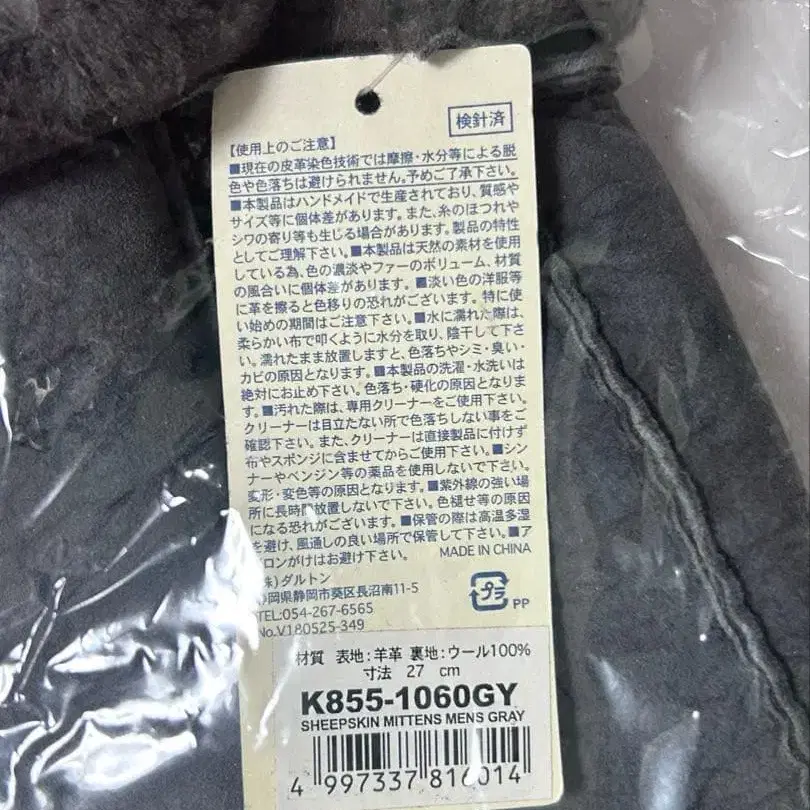 検針済
【使用上のご注意】
■現在の皮革染色技術では摩擦・水分等による脱
色や色落ちは避けられません。予めご了承下さい。
■本製品はハンドメイドで生産されており、質感や
サイズ等に個体差があります。また、糸のほつれや
シワの寄り等も生じる場合があります。製品の特性
としてご理解下さい。■本製品は天然の素材を使用
している為、色の濃淡やファーのボリューム、材質
の風合いに個体差があります。■淡い色の洋服等
に革を擦ると色移りの恐れがございます。特に使
い始めの期間はご注意下さい。■水に濡れた際は、
柔らかい布で叩くように水分を取り、陰干して下さ
い。濡れたまま放置しますと、色落ちやシミ・臭い・
カビの原因となります。■本製品の洗濯・水洗いは
絶対にお止め下さい。色落ち・硬化の原因となりま
す。■汚れた際は、専用クリーナーをご使用下さい。
クリーナーは目立たない所で色落ちしない事をご
確認下さい。また、クリーナーは直接製品に付けず
布やスポンジに含ませてからご使用下さい。■シン
ナーやベンジン等の薬品を使用しないで下さい。
変形・変色等の原因となります。■紫外線の強い場
所に長時間放置しないで下さい。色褪せ等の原因
になる恐れがございます。■保管の際は高温多湿
を避け、風通しの良い場所で保管して下さい。■ア
イロンがけはお避け下さい。
MADE IN CHINA
株)ダルトン
静岡県静岡市葵区長沼南11-5
TEL:054-267-6565
No.V180525-349
プラ
PP
材質 表地:羊革 裏地:ウール100%
寸法 27 cm
K855-1060GY
SHEEPSKIN MITTENS MENS GRAY
4 997337 816014